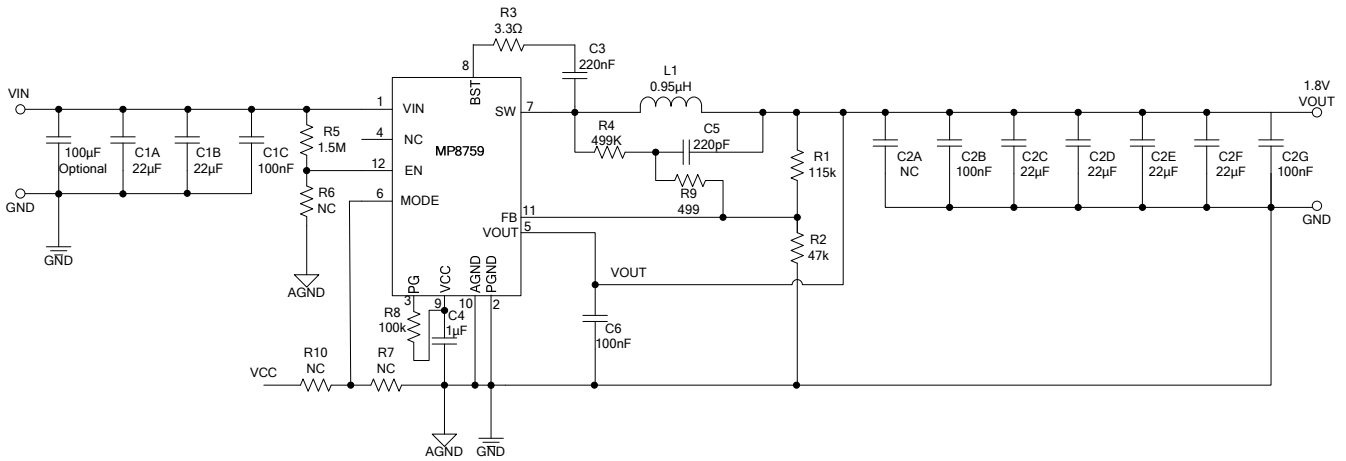 R3
3.3Ω
C3
220nF
8
BST
L1
0.95µH
VIN
1
VIN
SW
7
1.8V
VOUT
R5
1.5M
4
NC
MP8759
R4
499K
C5
220pF
R1
115k
100µF
Optional
C1A
22µF
C1B
22µF
C1C
100nF
C2A
NC
C2B
100nF
C2C
22µF
C2D
22µF
C2E
22µF
C2F
22µF
C2G
100nF
12
EN
R6
NC
6
MODE
R9
499
GND
FB
11
VOUT
5
GND
R2
47k
GND
AGND
VOUT
PG
VCC
AGND
PGND
3
9
10
2
R8
100k
C4
1µF
C6
100nF
VCC
R10
NC
R7
NC
AGND
GND